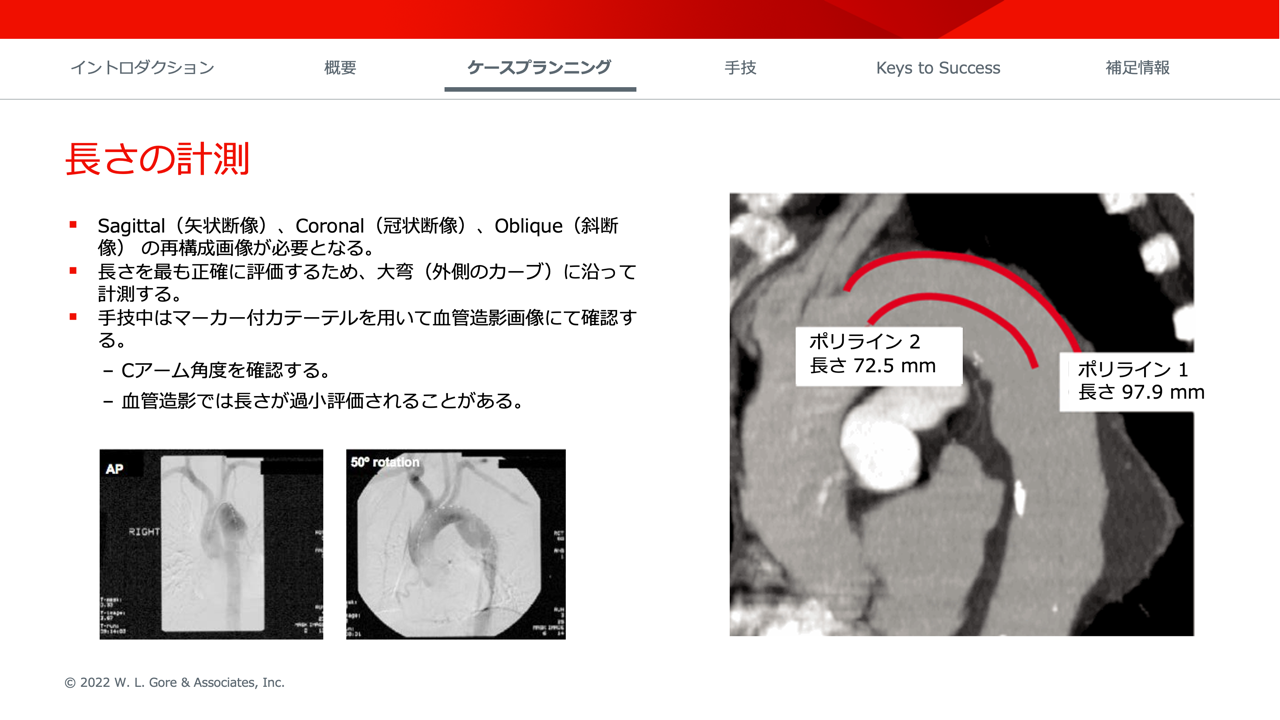 イントロダクション
概要
ケースプランニング
手技
Keys to Success
補足情報
長さの計測
▪ Sagittal（矢状断像）、Coronal（冠状断像）、Oblique（斜断
像） の再構成画像が必要となる。
▪ 長さを最も正確に評価するため、大弯（外側のカーブ）に沿って
計測する。
▪ 手技中はマーカー付カテーテルを用いて血管造影画像にて確認す
る。
– Cアーム角度を確認する。
– 血管造影では長さが過小評価されることがある。
AP
RIGHT
50º rotation
ポリライン 2
長さ 72.5 mm
ポリライン 1
長さ 97.9 mm
© 2022 W. L. Gore & Associates, Inc.